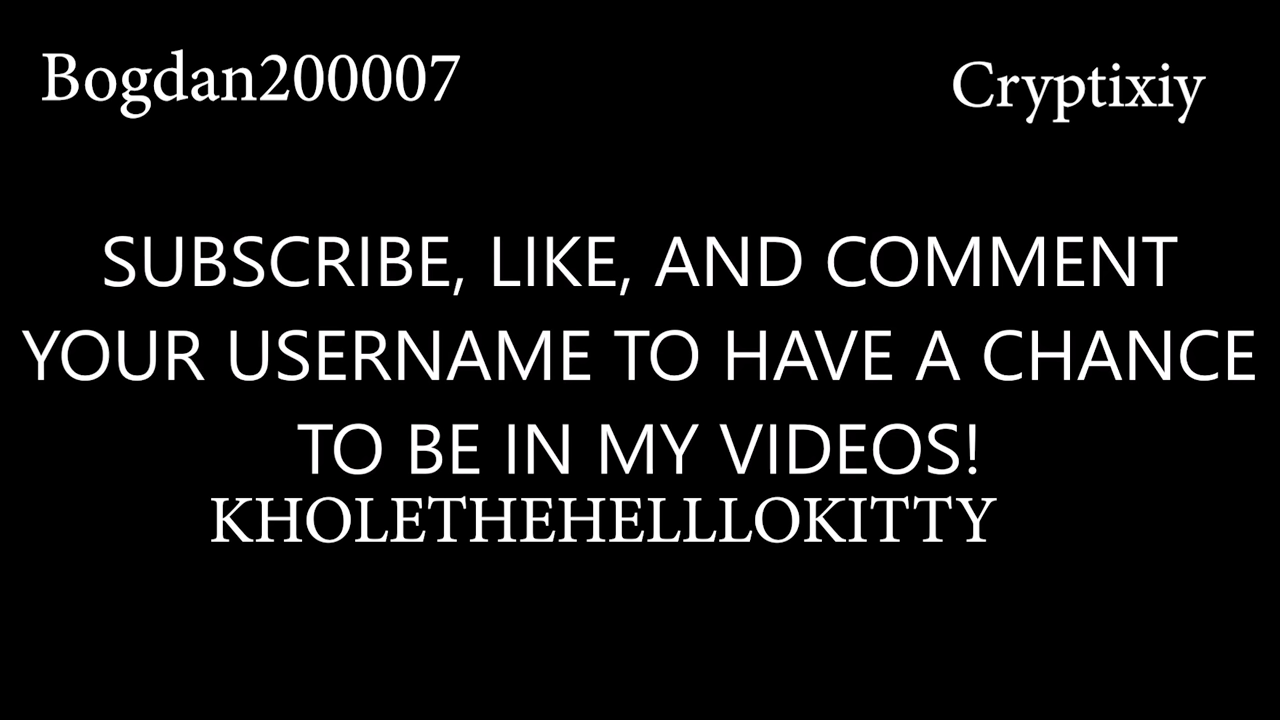 Bogdan200007
Cryptixiy
SUBSCRIBE, LIKE, AND COMMENT
YOUR USERNAME TO HAVE A CHANCE
TO BE IN MY VIDEOS!
KHOLETHEHELLLOKITTY